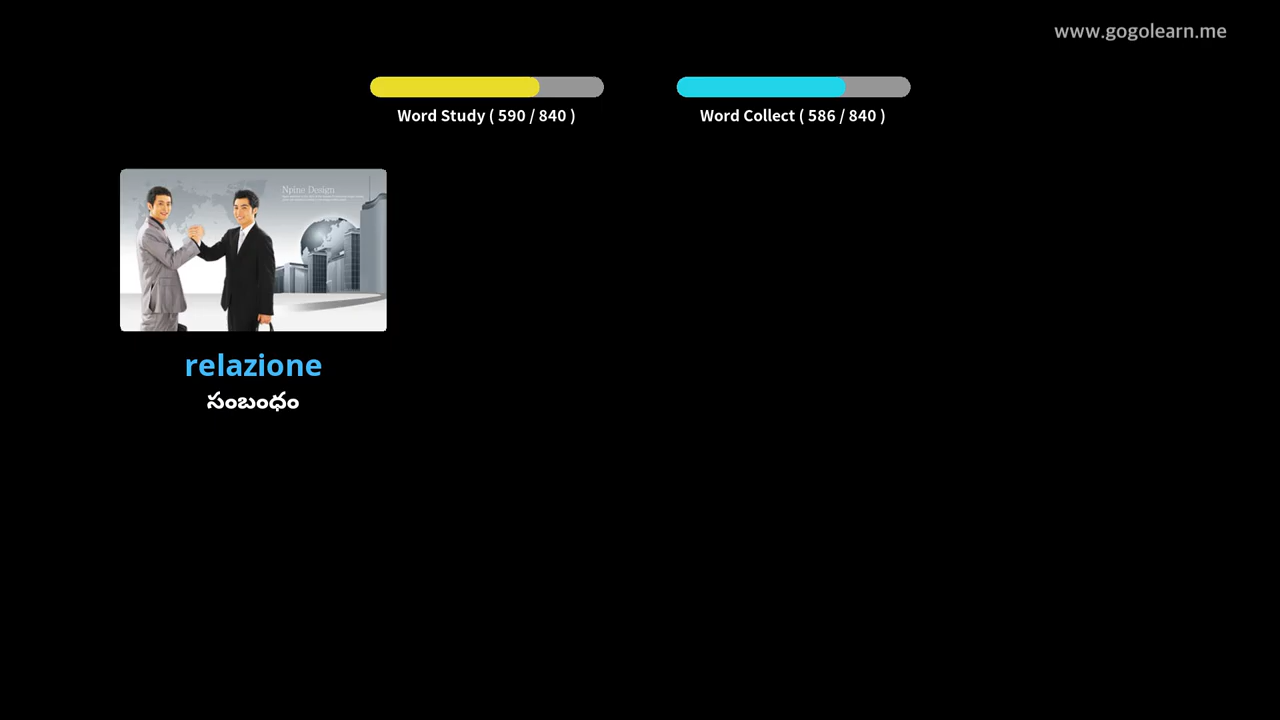 www.gogolearn.me
Word Study ( 590 / 840 )
Word Collect ( 586 / 840 )
Npine Design
relazione
సంబంధం